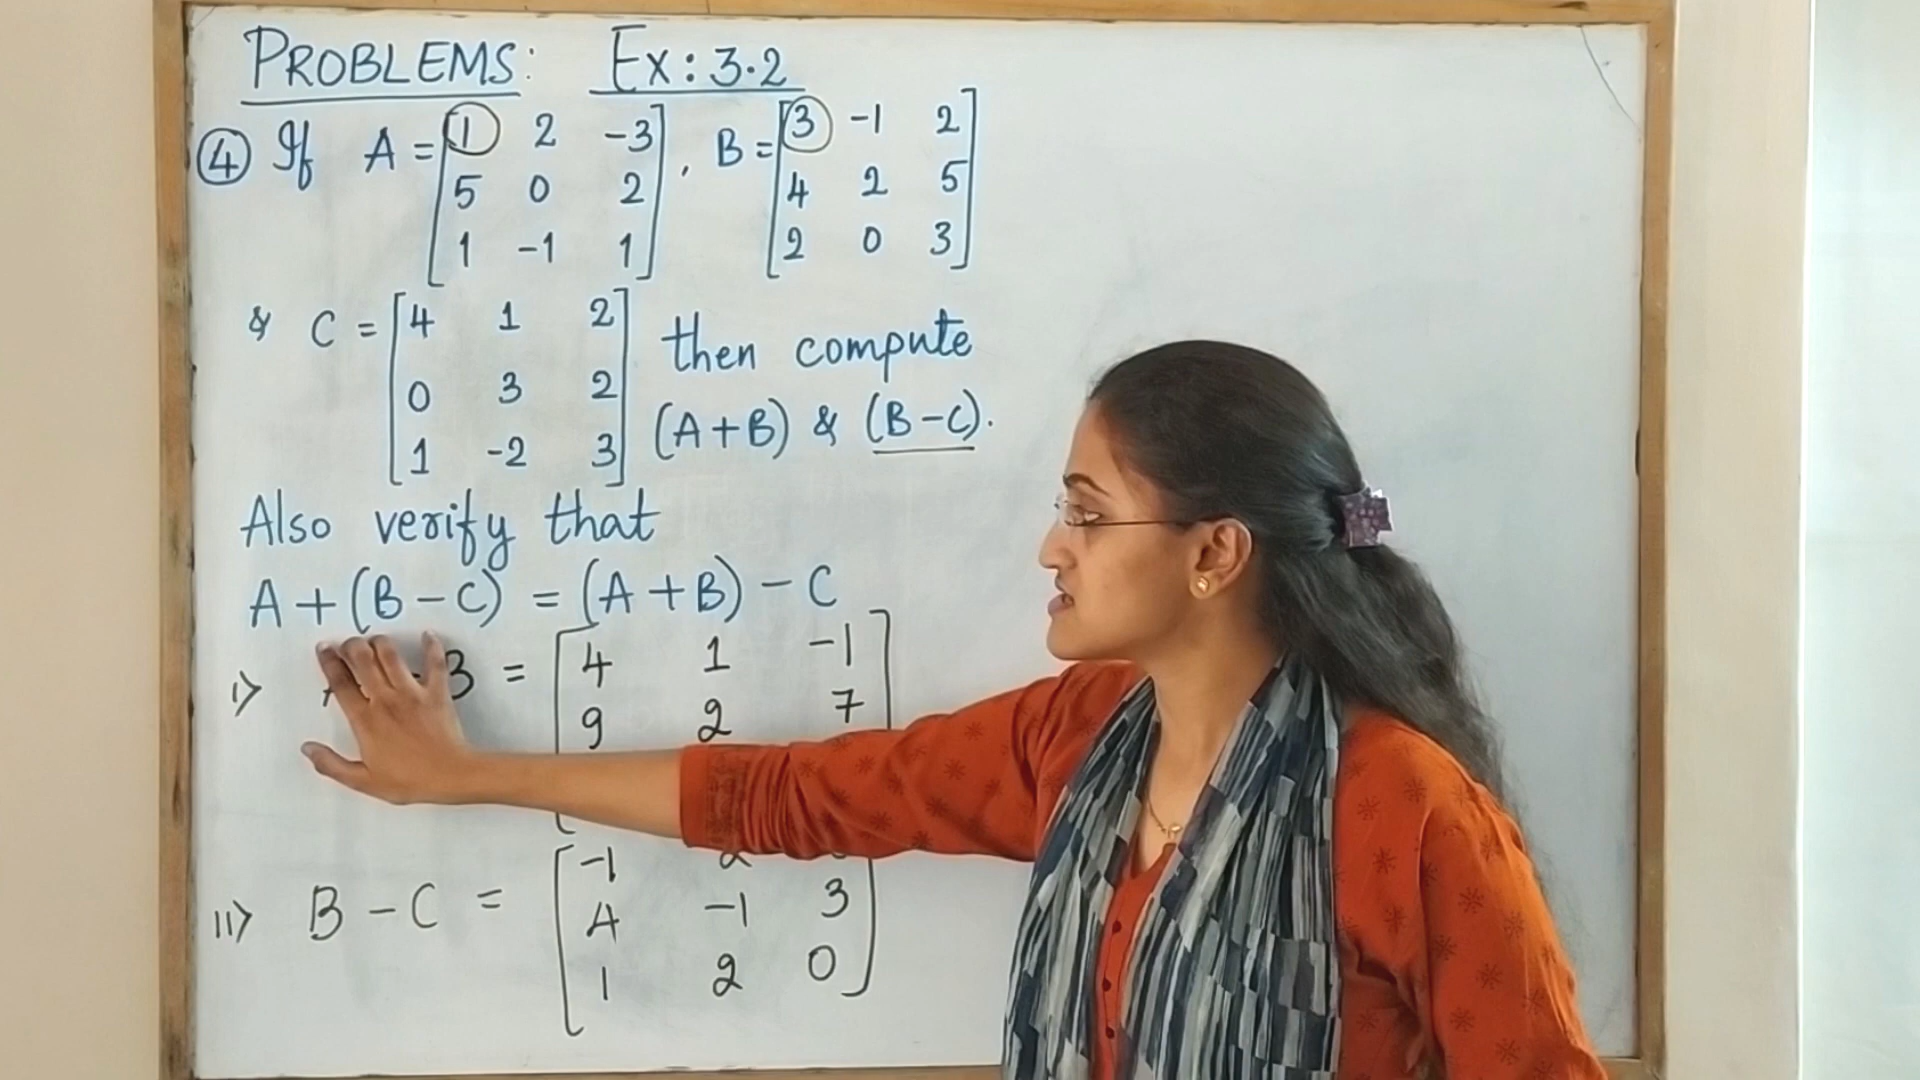 PROBLEMS: Ex: 3.2
④ If A = [1 2 -3], B = [3 -1 2]
5 0 2 4 2 5
1 -1 1 2 0 3
& C = [4 1 2] then compute
0 3 2 (A+B) & (B-C).
1 -2 3
Also verify that
A+(B-C) = (A+B)-C
i> B = [4 1 -1]
9 2 7
ii> B-C = [-1
4 -1 3
1 2 0]